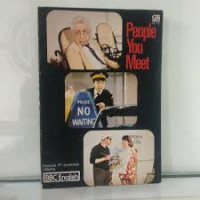 People
You
Meet
POLICE
NO
WAITING
BBC English